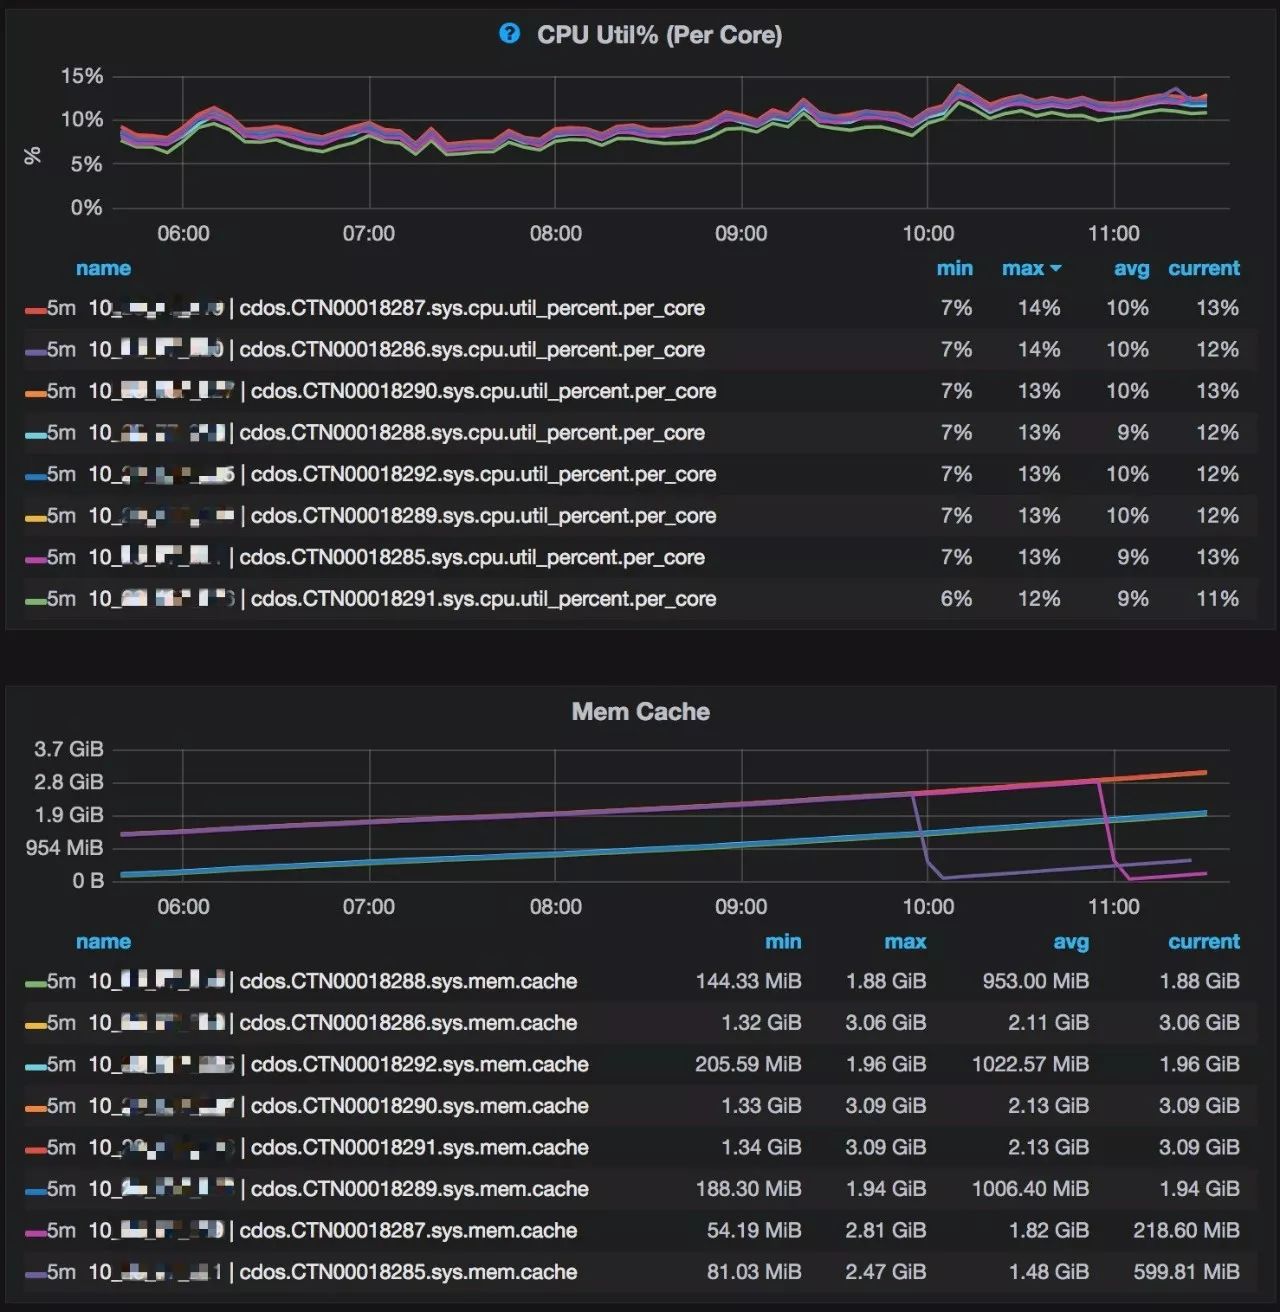 ? CPU Util% (Per Core)
15%
10%
5%
0%
%
06:00 07:00 08:00 09:00 10:00 11:00
name min max avg current
5m 10_ | cdos.CTN00018287.sys.cpu.util_percent.per_core 7% 14% 10% 13%
5m 10_ | cdos.CTN00018286.sys.cpu.util_percent.per_core 7% 14% 10% 12%
5m 10_ | cdos.CTN00018290.sys.cpu.util_percent.per_core 7% 13% 10% 13%
5m 10_ | cdos.CTN00018288.sys.cpu.util_percent.per_core 7% 13% 9% 12%
5m 10_ | cdos.CTN00018292.sys.cpu.util_percent.per_core 7% 13% 10% 12%
5m 10_ | cdos.CTN00018289.sys.cpu.util_percent.per_core 7% 13% 10% 12%
5m 10_ | cdos.CTN00018285.sys.cpu.util_percent.per_core 7% 13% 9% 13%
5m 10_ | cdos.CTN00018291.sys.cpu.util_percent.per_core 6% 12% 9% 11%
Mem Cache
3.7 GiB
2.8 GiB
1.9 GiB
954 MiB
0 B
06:00 07:00 08:00 09:00 10:00 11:00
name min max avg current
5m 10_ | cdos.CTN00018288.sys.mem.cache 144.33 MiB 1.88 GiB 953.00 MiB 1.88 GiB
5m 10_ | cdos.CTN00018286.sys.mem.cache 1.32 GiB 3.06 GiB 2.11 GiB 3.06 GiB
5m 10_ | cdos.CTN00018292.sys.mem.cache 205.59 MiB 1.96 GiB 1022.57 MiB 1.96 GiB
5m 10_ | cdos.CTN00018290.sys.mem.cache 1.33 GiB 3.09 GiB 2.13 GiB 3.09 GiB
5m 10_ | cdos.CTN00018291.sys.mem.cache 1.34 GiB 3.09 GiB 2.13 GiB 3.09 GiB
5m 10_ | cdos.CTN00018289.sys.mem.cache 188.30 MiB 1.94 GiB 1006.40 MiB 1.94 GiB
5m 10_ | cdos.CTN00018287.sys.mem.cache 54.19 MiB 2.81 GiB 1.82 GiB 218.60 MiB
5m 10_ | cdos.CTN00018285.sys.mem.cache 81.03 MiB 2.47 GiB 1.48 GiB 599.81 MiB